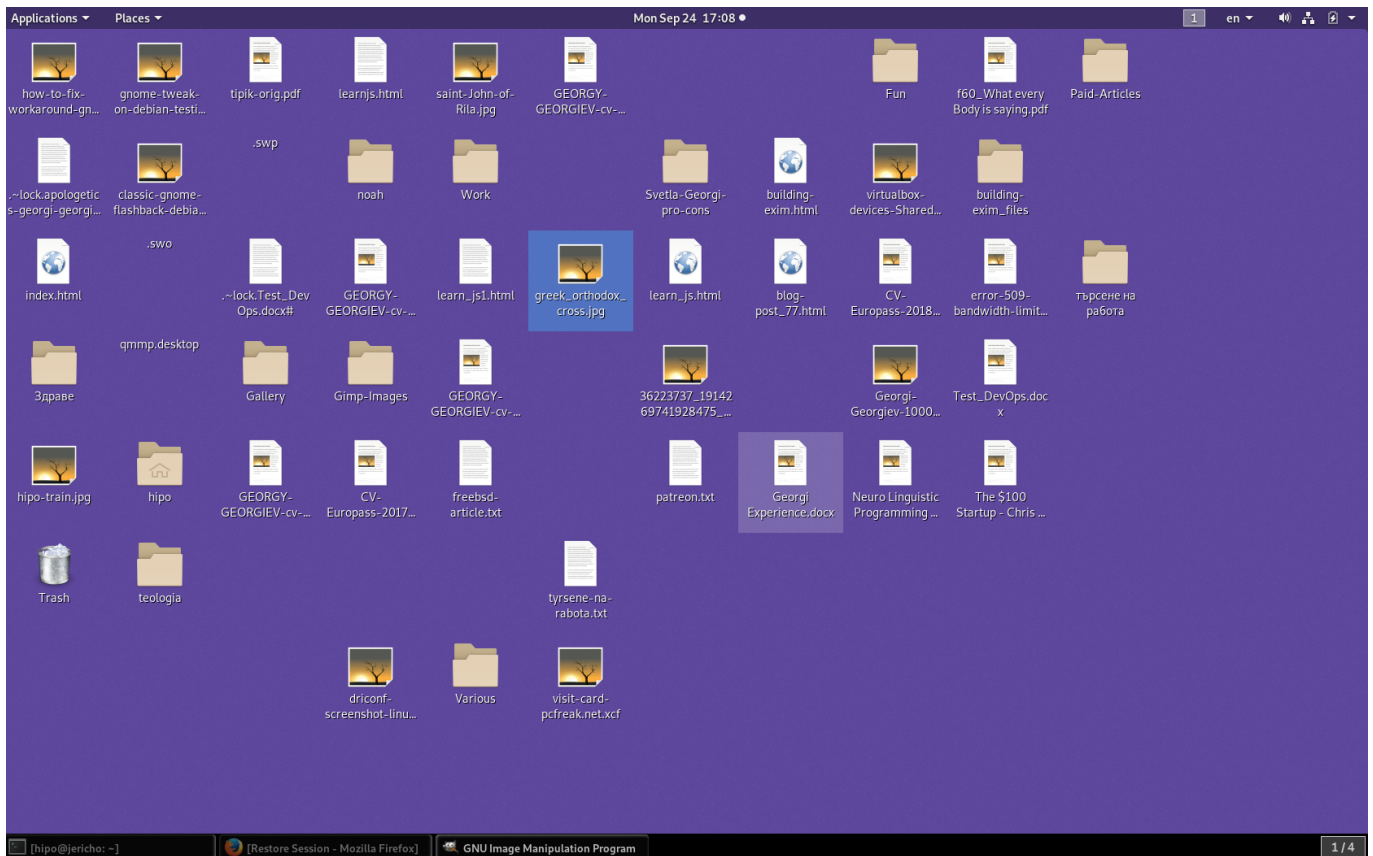 Applications Places Mon Sep 24 17:08 1 en
how-to-fix-
workaround-gn...
gnome-tweak-
on-debian-testi...
tipik-orig.pdf
learnjs.html
saint-John-of-
Rila.jpg
GEORGY-
GEORGIEV-cv-...
Fun
f60_What every
Body is saying.pdf
Paid-Articles
.~lock.apologetic
s-georgi-georgi...
classic-gnome-
flashback-debia...
.swp
noah
Work
Svetla-Georgi-
pro-cons
building-
exim.html
virtualbox-
devices-Shared...
building-
exim_files
index.html
.swo
.~lock.Test_Dev
Ops.docx#
GEORGY-
GEORGIEV-cv-...
learn_js1.html
greek_orthodox_
cross.jpg
learn_js.html
blog-
post_77.html
CV-
Europass-2018...
error-509-
bandwidth-limit...
търсене на
работа
Здраве
qmmp.desktop
Gallery
Gimp-Images
GEORGY-
GEORGIEV-cv-...
36223737_19142
69741928475_...
Georgi-
Georgiev-1000...
Test_DevOps.doc
x
hipo-train.jpg
hipo
GEORGY-
GEORGIEV-cv-...
CV-
Europass-2017...
freebsd-
article.txt
patreon.txt
Georgi
Experience.docx
Neuro Linguistic
Programming ...
The $100
Startup - Chris ...
Trash
teologia
tyrsene-na-
rabota.txt
driconf-
screenshot-linu...
Various
visit-card-
pcfreak.net.xcf
[hipo@jericho: ~] [Restore Session - Mozilla Firefox] GNU Image Manipulation Program 1 / 4